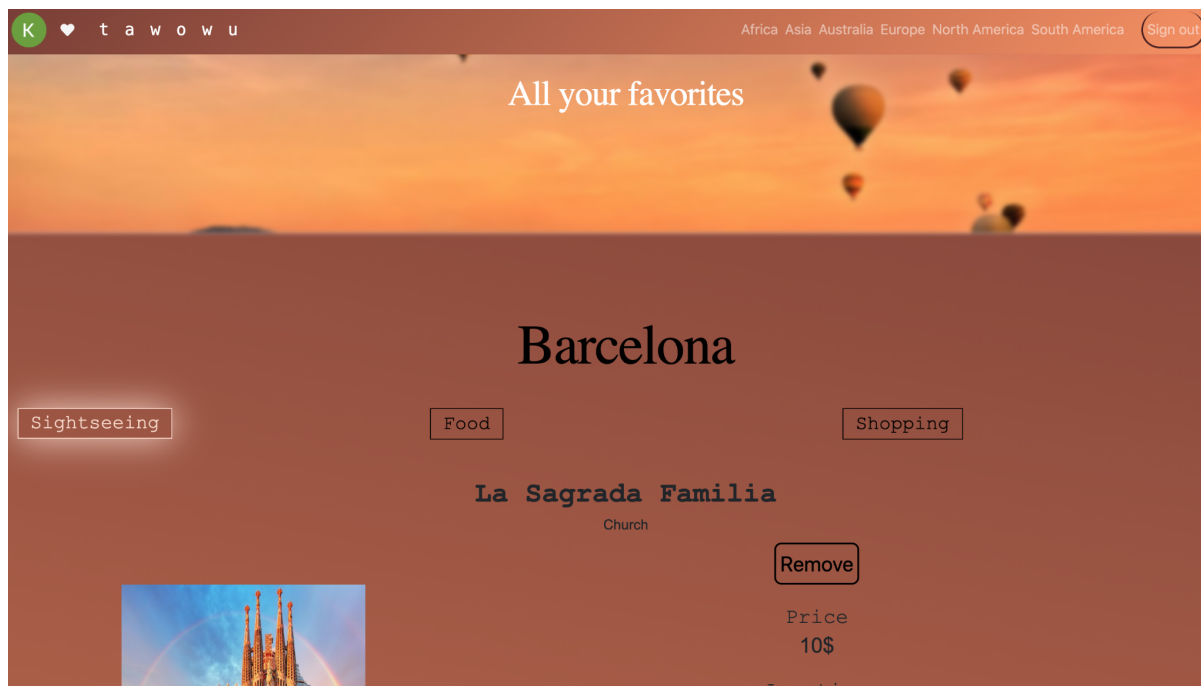 K ♥ t a w o w u Africa Asia Australia Europe North America South America Sign out
All your favorites
Barcelona
Sightseeing Food Shopping
La Sagrada Familia
Church
Remove
Price
10$